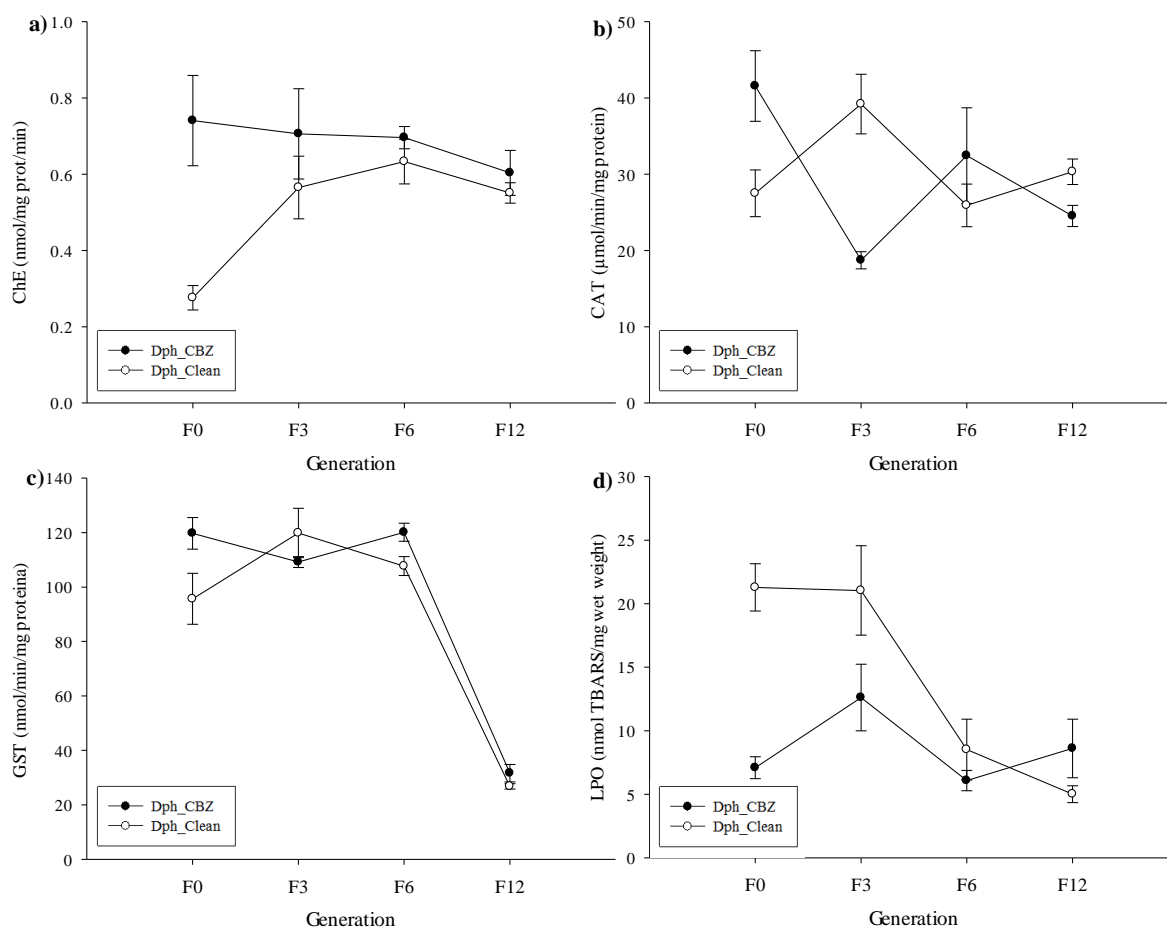 a)
1.0
0.8
0.6
0.4
0.2
0.0
ChE (nmol/mg prot/min)
Dph_CBZ
Dph_Clean
F0 F3 F6 F12
Generation
b)
50
40
30
20
10
0
CAT (µmol/min/mg protein)
Dph_CBZ
Dph_Clean
F0 F3 F6 F12
Generation
c)
140
120
100
80
60
40
20
0
GST (nmol/min/mg proteina)
Dph_CBZ
Dph_Clean
F0 F3 F6 F12
Generation
d)
30
25
20
15
10
5
0
LPO (nmol TBARS/mg wet weight)
Dph_CBZ
Dph_Clean
F0 F3 F6 F12
Generation